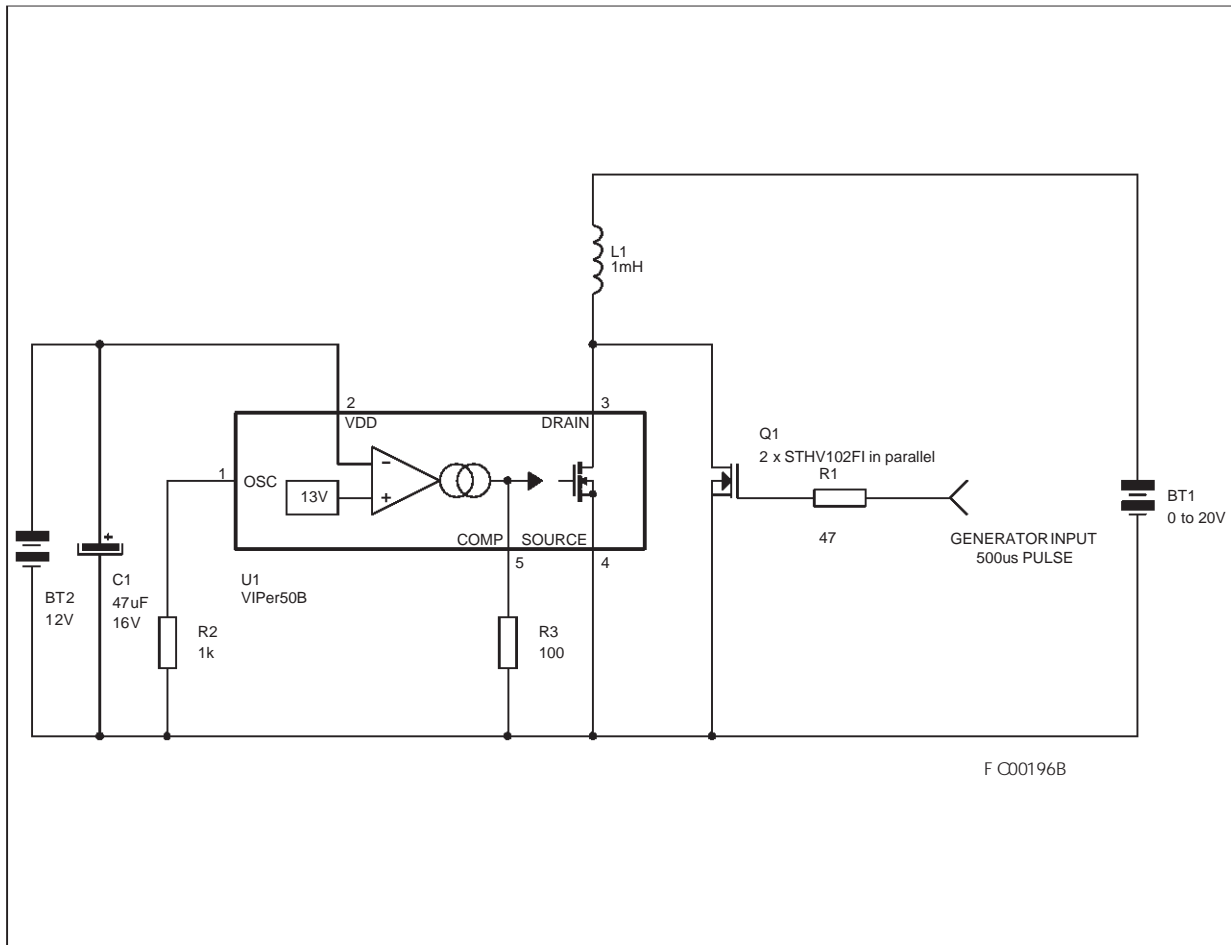 L1
1mH
2
VDD
3
DRAIN
1
OSC
13V
-
+
COMP
SOURCE
5
4
U1
VIPer50B
Q1
2 x STHV102FI in parallel
R1
47
GENERATOR INPUT
500us PULSE
BT1
0 to 20V
+
BT2
12V
C1
47uF
16V
R2
1k
R3
100
FC00196B